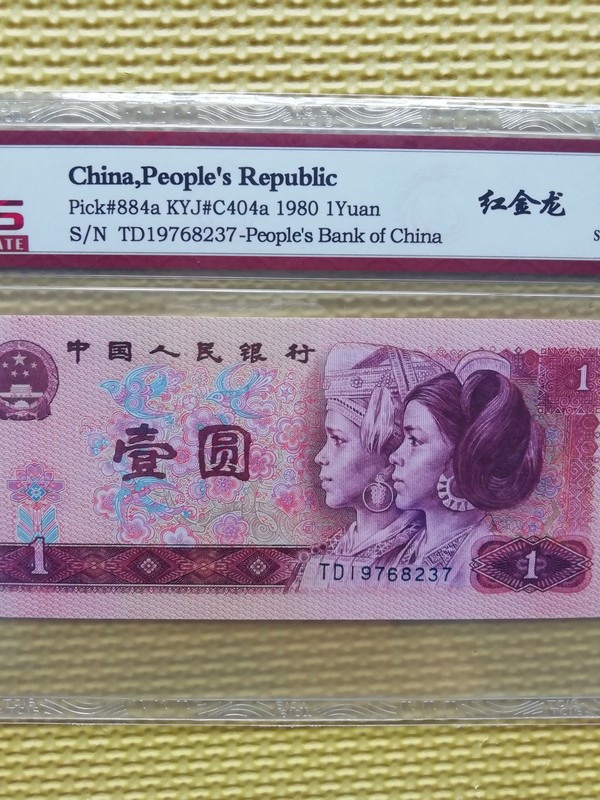 China,People's Republic
Pick#884a KYJ#C404a 1980 1Yuan
S/N TD19768237-People's Bank of China
红金龙
S
S
ATE
中国人民银行
1
壹圆
1
TD19768237
1